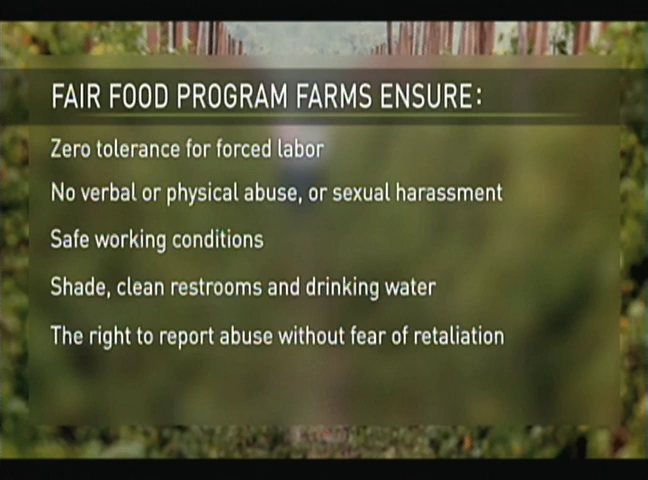 FAIR FOOD PROGRAM FARMS ENSURE:
Zero tolerance for forced labor
No verbal or physical abuse, or sexual harassment
Safe working conditions
Shade, clean restrooms and drinking water
The right to report abuse without fear of retaliation